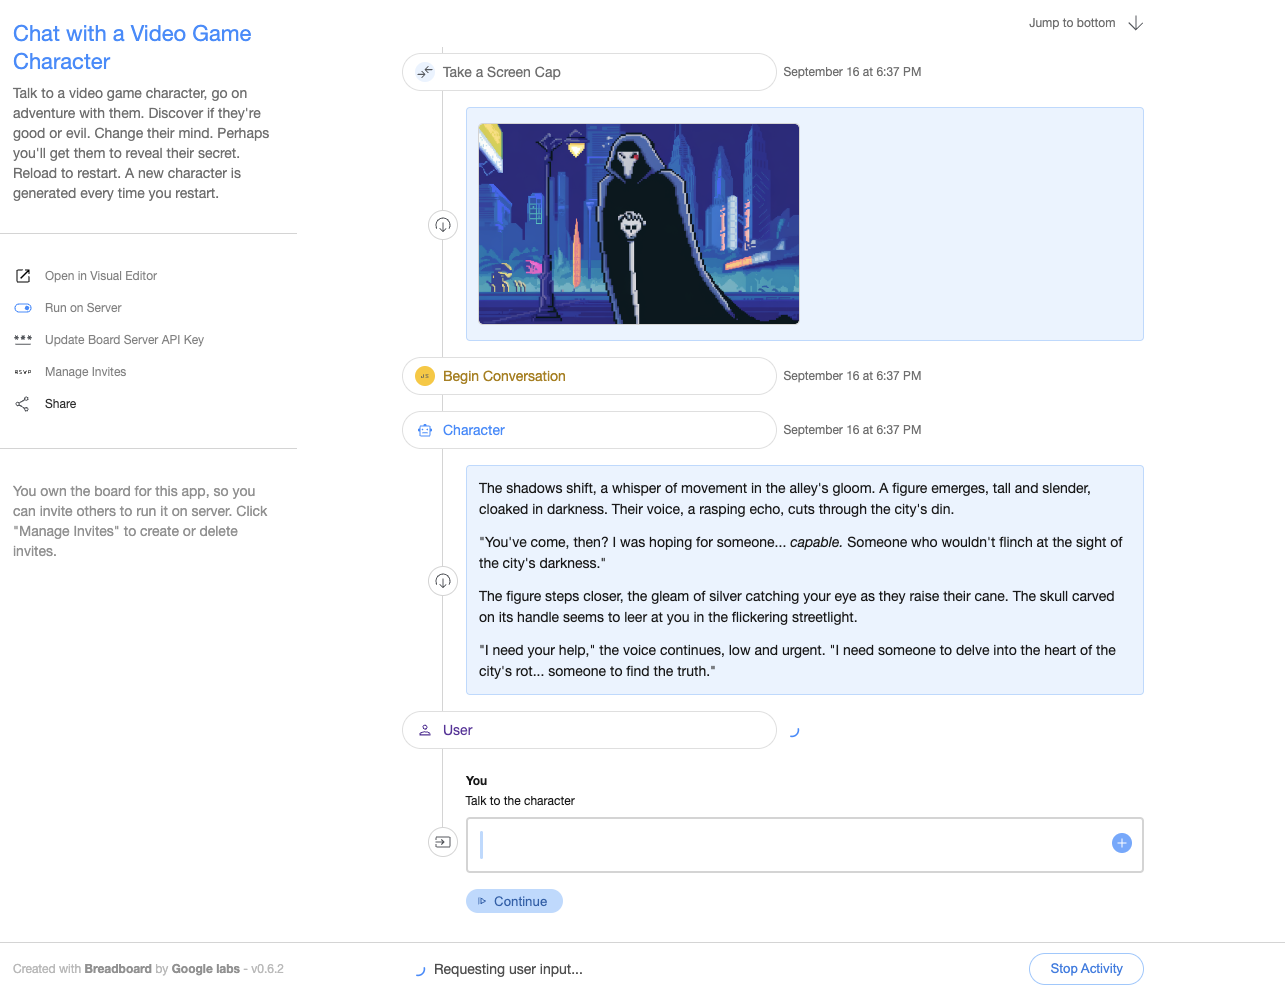 Chat with a Video Game
Character
Talk to a video game character, go on
adventure with them. Discover if they're
good or evil. Change their mind. Perhaps
you'll get them to reveal their secret.
Reload to restart. A new character is
generated every time you restart.
Open in Visual Editor
Run on Server
Update Board Server API Key
RSVP Manage Invites
Share
You own the board for this app, so you
can invite others to run it on server. Click
"Manage Invites" to create or delete
invites.
Jump to bottom
Take a Screen Cap
September 16 at 6:37 PM
JS Begin Conversation
September 16 at 6:37 PM
Character
September 16 at 6:37 PM
The shadows shift, a whisper of movement in the alley's gloom. A figure emerges, tall and slender,
cloaked in darkness. Their voice, a rasping echo, cuts through the city's din.
"You've come, then? I was hoping for someone... capable. Someone who wouldn't flinch at the sight of
the city's darkness."
The figure steps closer, the gleam of silver catching your eye as they raise their cane. The skull carved
on its handle seems to leer at you in the flickering streetlight.
"I need your help," the voice continues, low and urgent. "I need someone to delve into the heart of the
city's rot... someone to find the truth."
User
You
Talk to the character
Continue
Created with Breadboard by Google labs - v0.6.2
Requesting user input...
Stop Activity